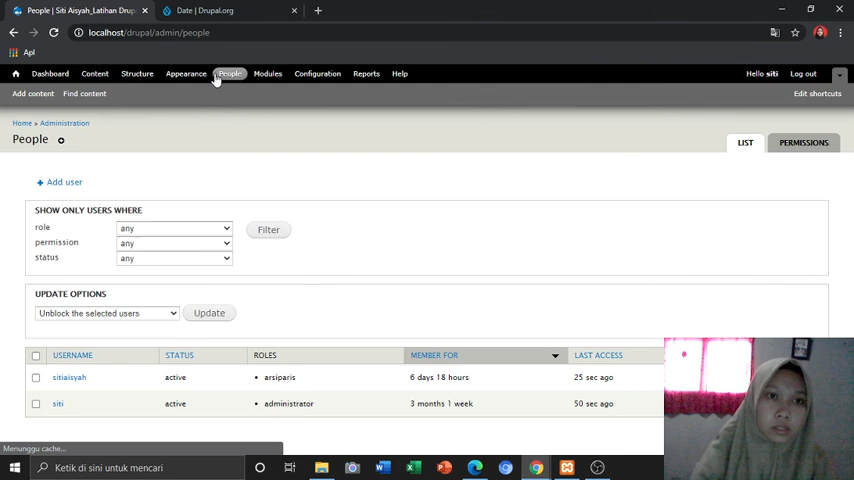 People | Siti Aisyah_Latihan Drup
Date | Drupal.org
localhost/drupal/admin/people
Apl
Dashboard Content Structure Appearance People Modules Configuration Reports Help Hello siti Log out
Add content Find content Edit shortcuts
Home » Administration
People
LIST PERMISSIONS
Add user
SHOW ONLY USERS WHERE
role any Filter
permission any
status any
UPDATE OPTIONS
Unblock the selected users Update
USERNAME STATUS ROLES MEMBER FOR LAST ACCESS
sitiaisyah active • arsiparis 6 days 18 hours 25 sec ago
siti active • administrator 3 months 1 week 50 sec ago
Menunggu cache...
Ketik di sini untuk mencari